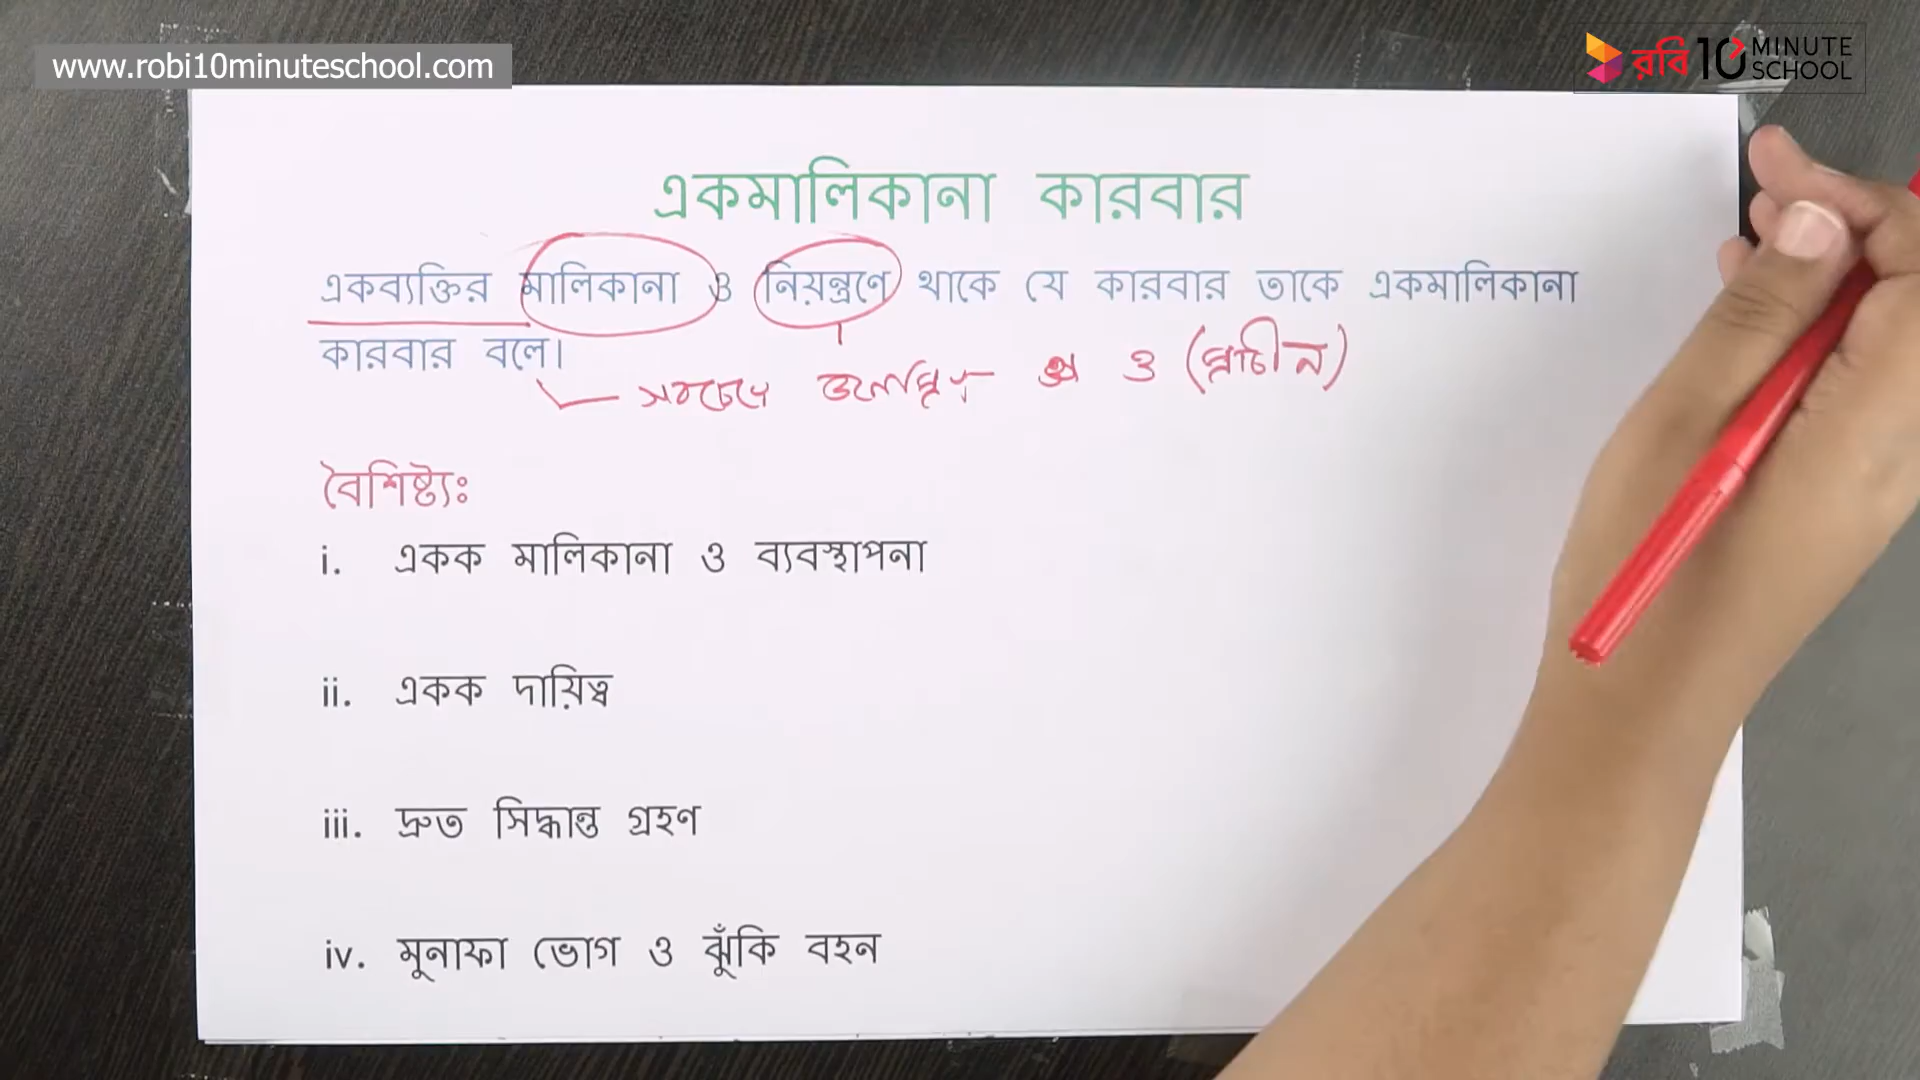 www.robi10minuteschool.com
রবি 10 MINUTE SCHOOL
একমালিকানা কারবার
একব্যক্তির মালিকানা ও নিয়ন্ত্রণে থাকে যে কারবার তাকে একমালিকানা
কারবার বলে।
সবচেয়ে ও (প্রাচীন)
বৈশিষ্ট্যঃ
i. একক মালিকানা ও ব্যবস্থাপনা
ii. একক দায়িত্ব
iii. দ্রুত সিদ্ধান্ত গ্রহণ
iv. মুনাফা ভোগ ও ঝুঁকি বহন